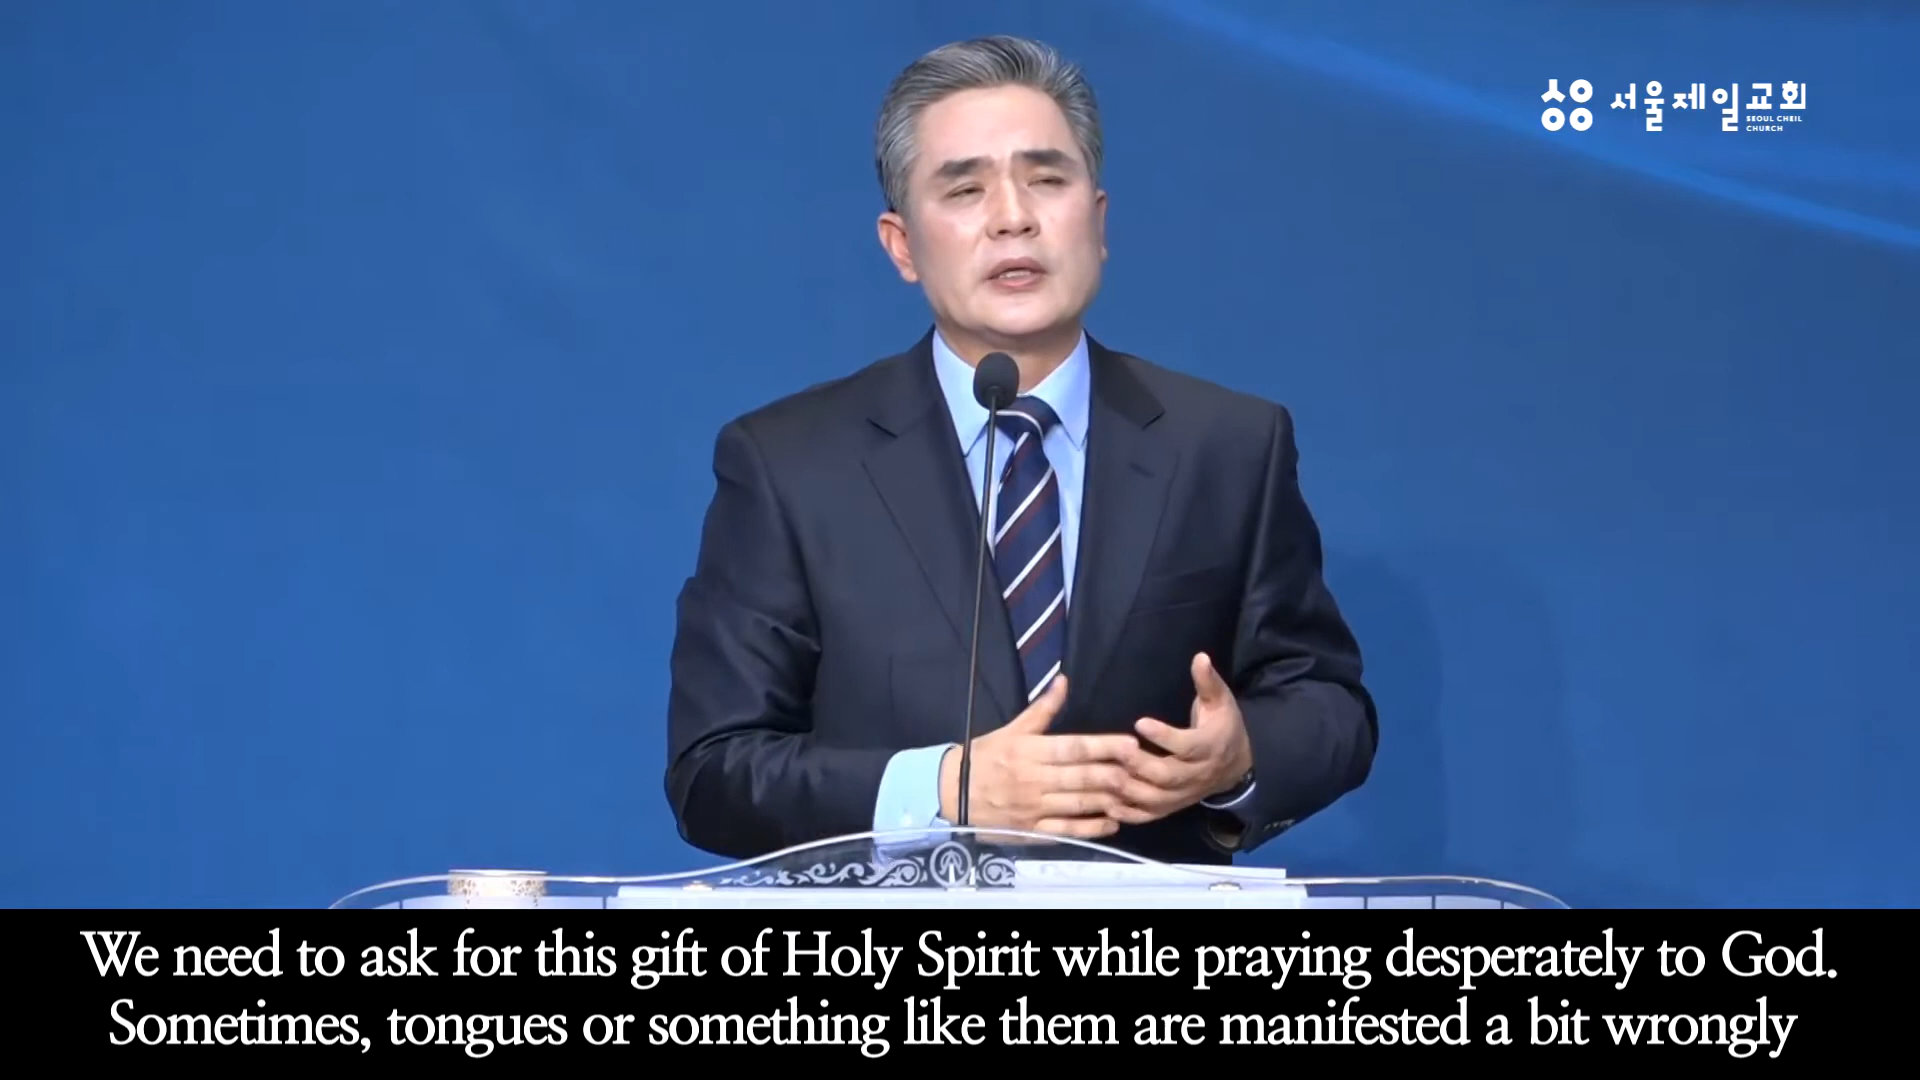 서울제일교회
SEOUL CHEIL
CHURCH
We need to ask for this gift of Holy Spirit while praying desperately to God.
Sometimes, tongues or something like them are manifested a bit wrongly